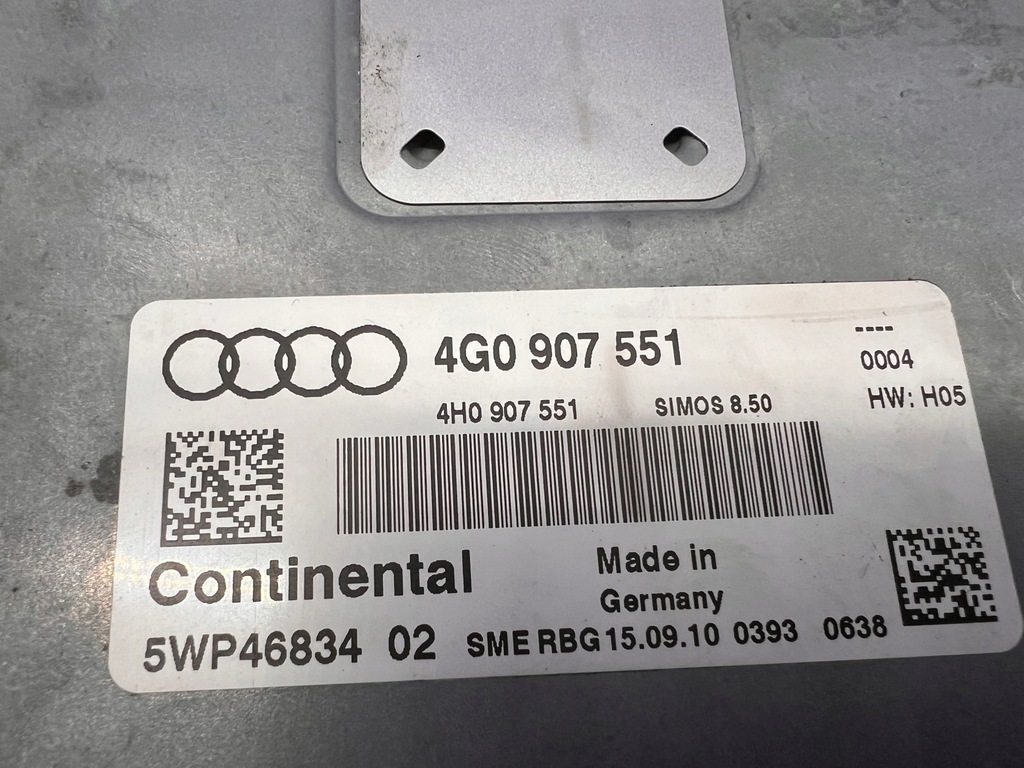 4G0 907 551
----
0004
4H0 907 551 SIMOS 8.50 HW: H05
Continental
Made in
Germany
5WP46834 02 SME RBG 15.09.10 0393 0638